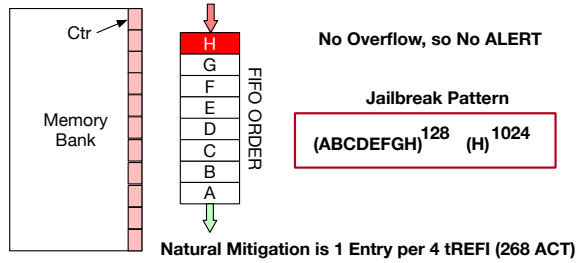 Ctr
Memory
Bank
H
G
F
E
D
C
B
A
FIFO ORDER
No Overflow, so No ALERT
Jailbreak Pattern
(ABCDEFGH)128 (H)1024
Natural Mitigation is 1 Entry per 4 tREFI (268 ACT)